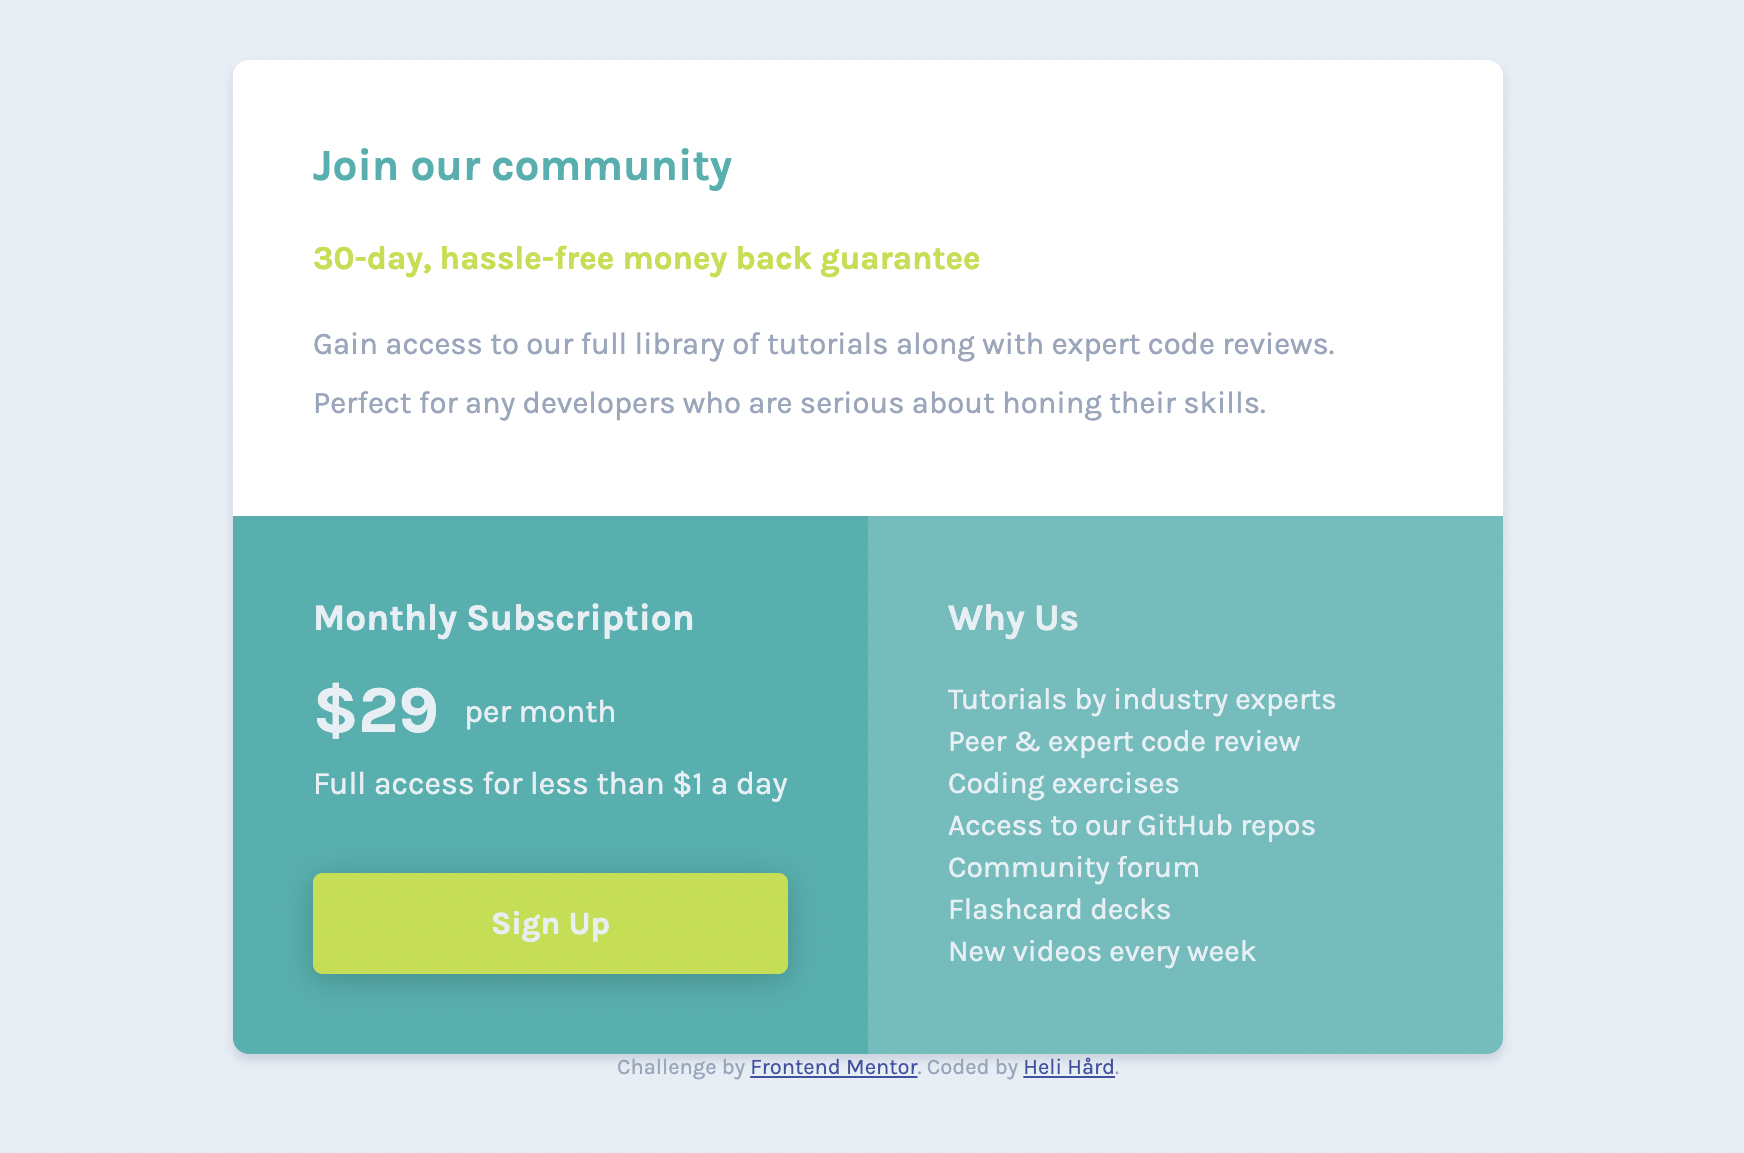 Join our community
30-day, hassle-free money back guarantee
Gain access to our full library of tutorials along with expert code reviews.
Perfect for any developers who are serious about honing their skills.
Monthly Subscription
$29 per month
Full access for less than $1 a day
Sign Up
Why Us
Tutorials by industry experts
Peer & expert code review
Coding exercises
Access to our GitHub repos
Community forum
Flashcard decks
New videos every week
Challenge by Frontend Mentor. Coded by Heli Hård.